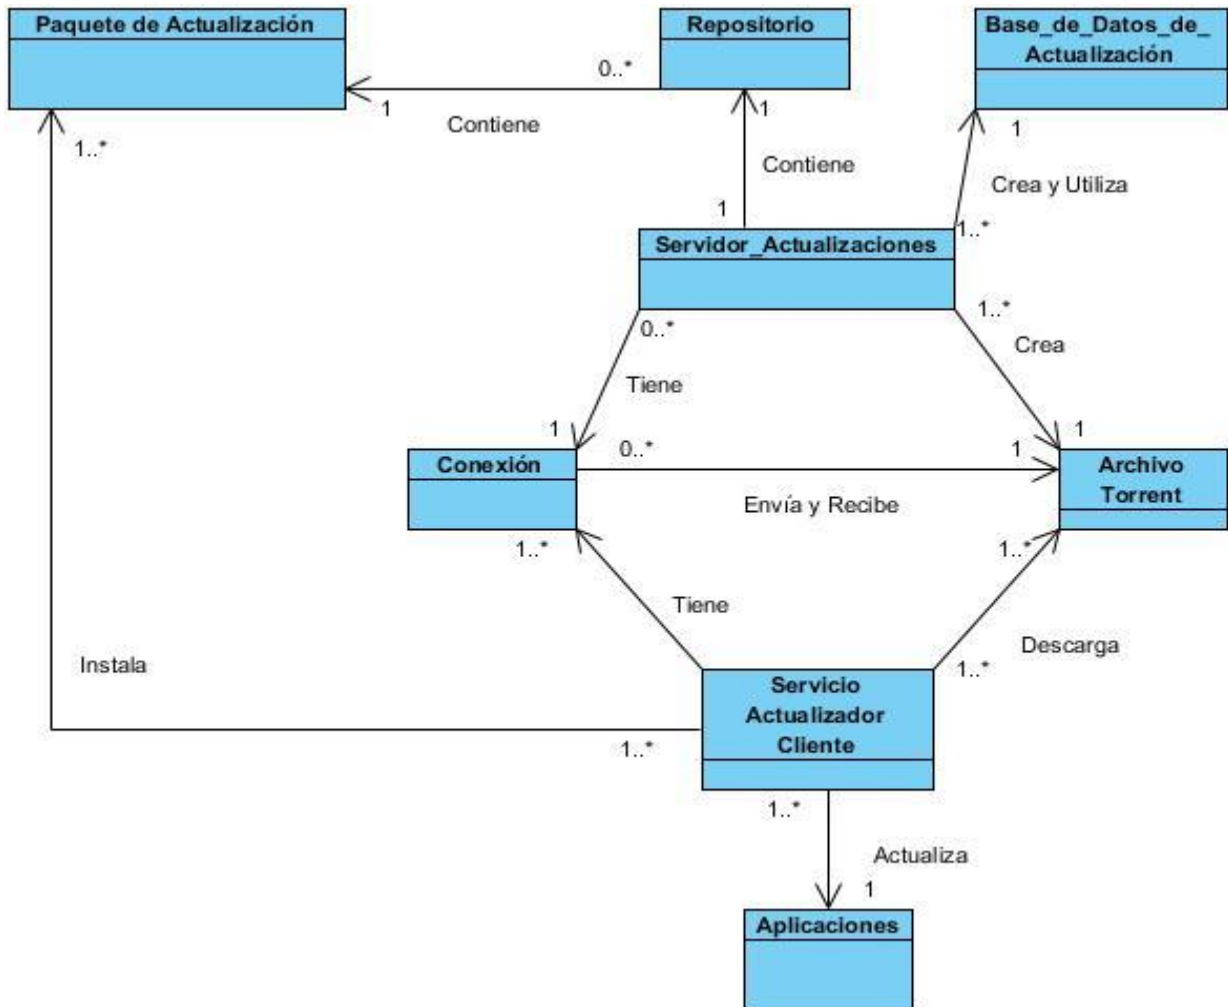 Paquete de Actualización
Repositorio
Base_de_Datos_de_
Actualización
0..*
1
Contiene
1
1
1..*
Contiene
Crea y Utiliza
1
1..*
Servidor_Actualizaciones
0..*
1..*
Crea
Tiene
1
1
Conexión
0..*
1
Archivo
Torrent
Envía y Recibe
1..*
1..*
Tiene
Descarga
Instala
1..*
Servicio
Actualizador
Cliente
1..*
1..*
Actualiza
1
Aplicaciones